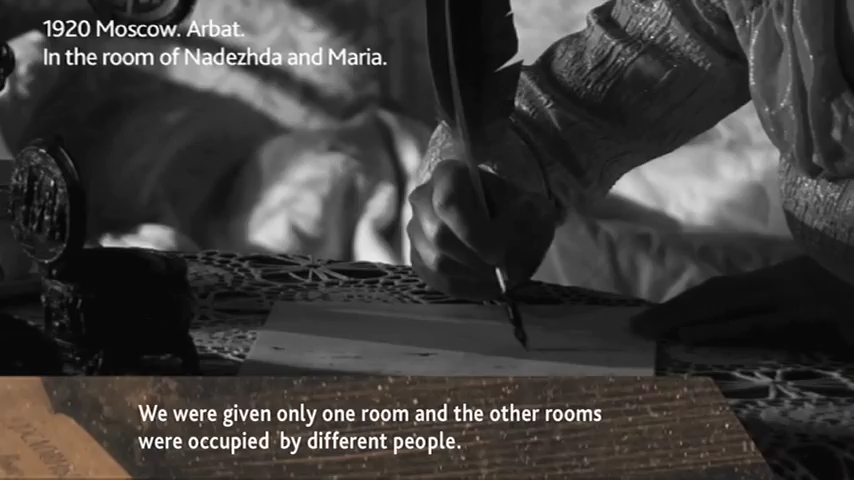 1920 Moscow. Arbat.
In the room of Nadezhda and Maria.
We were given only one room and the other rooms
were occupied by different people.